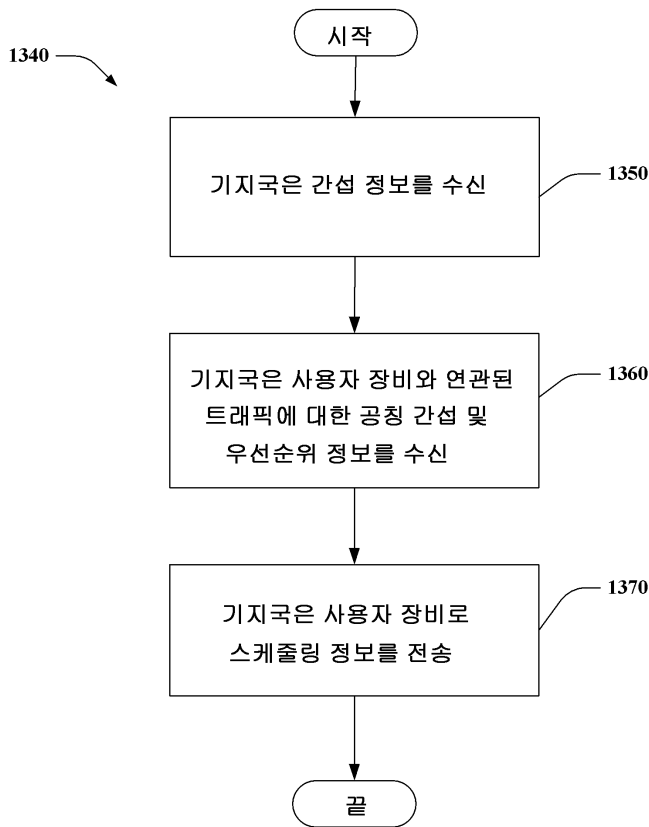 시작
1340
기지국은 간섭 정보를 수신
1350
기지국은 사용자 장비와 연관된
트래픽에 대한 공칭 간섭 및
우선순위 정보를 수신
1360
기지국은 사용자 장비로
스케줄링 정보를 전송
1370
끝